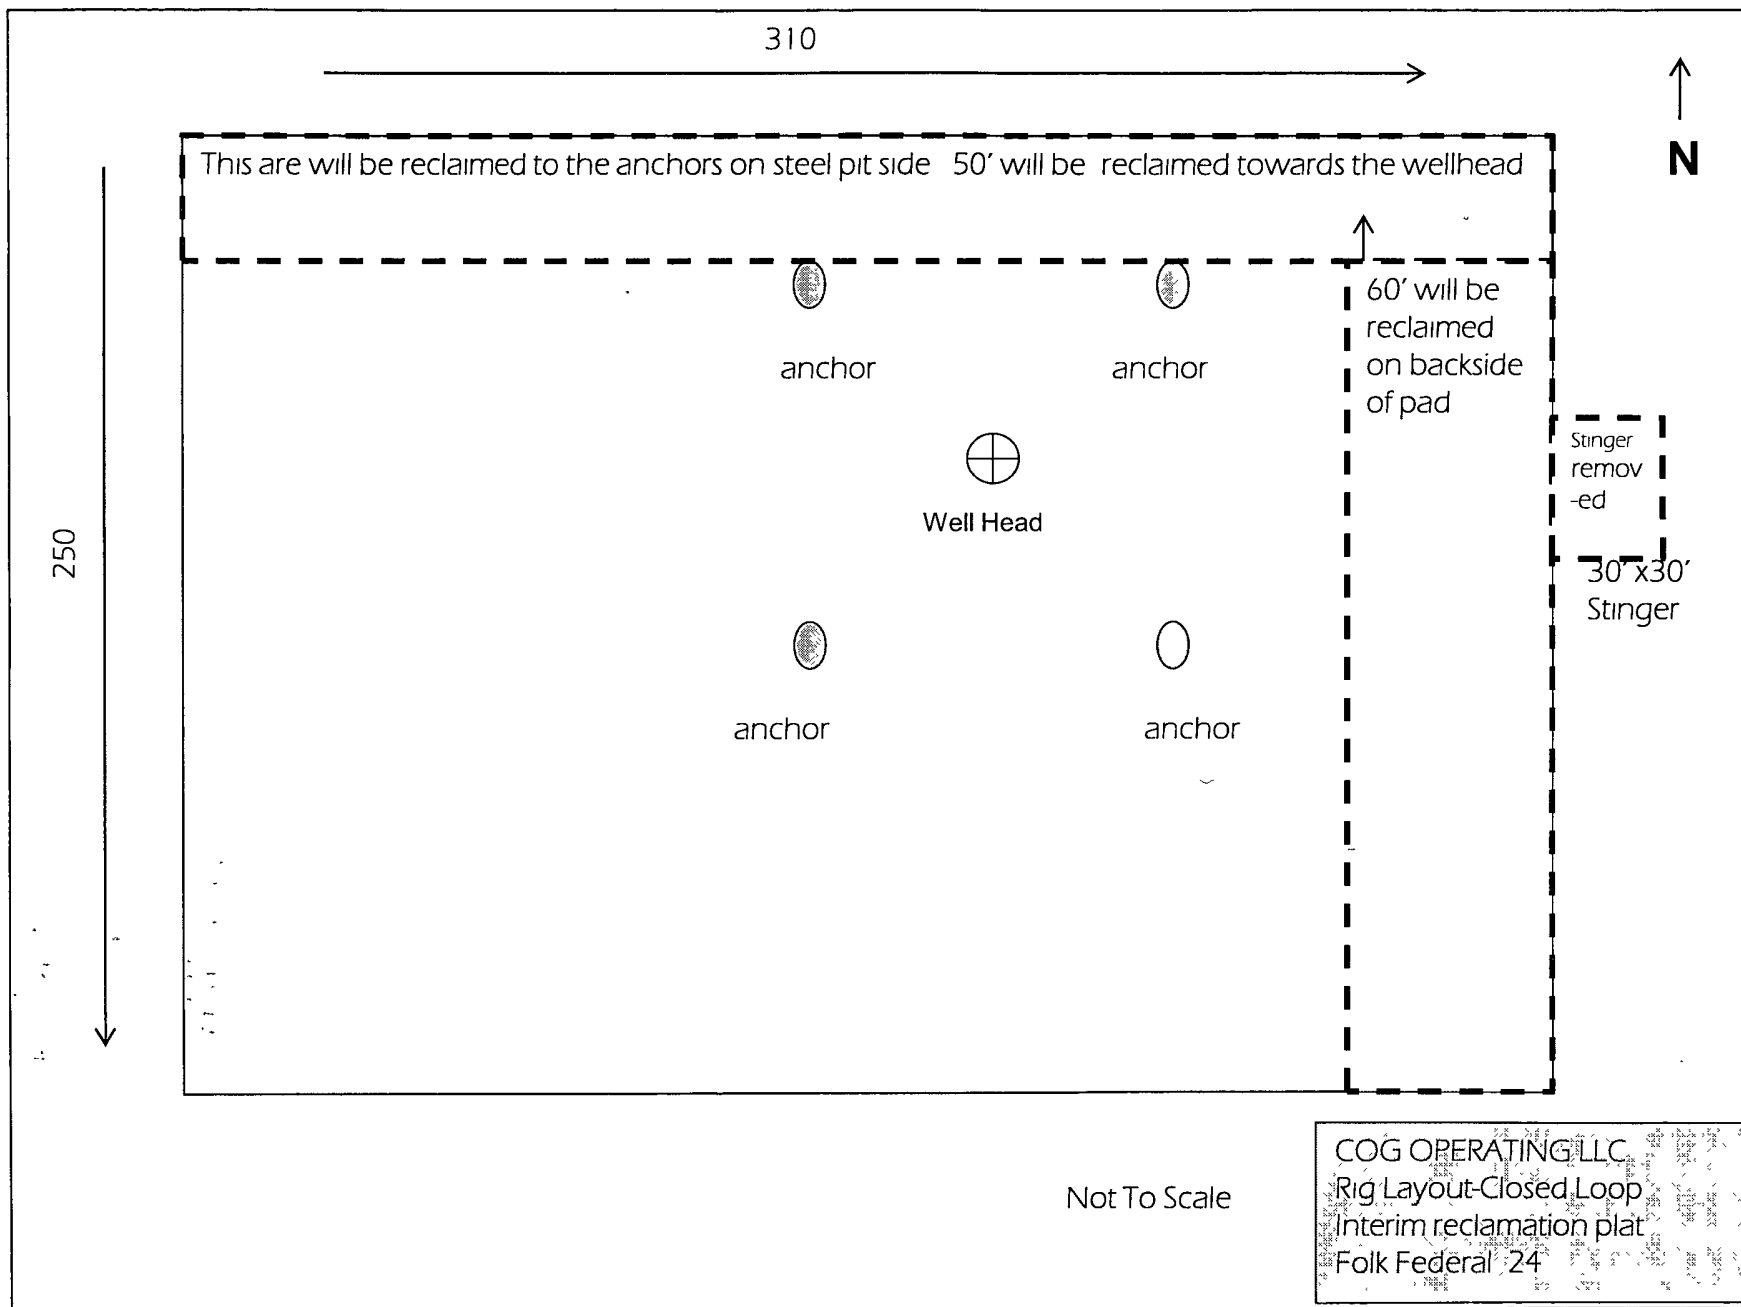 310
N
This are will be reclaimed to the anchors on steel pit side 50' will be reclaimed towards the wellhead
60' will be
reclaimed
on backside
of pad
anchor
anchor
Stinger
remov
-ed
Well Head
250
30' x30'
Stinger
anchor
anchor
Not To Scale
COG OPERATING LLC
Rig Layout-Closed Loop
Interim reclamation plat
Folk Federal 24